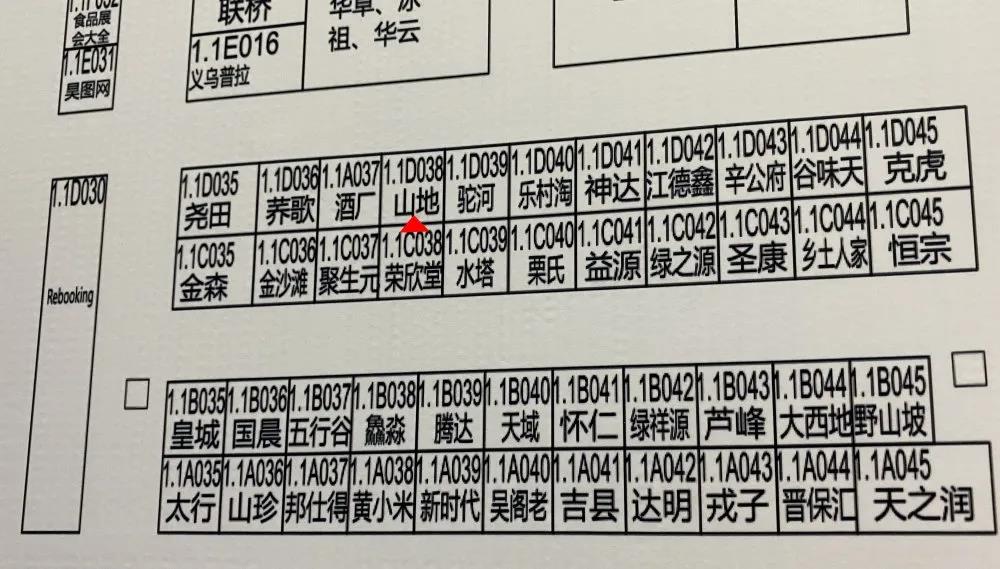 食品展
会大全
1.1E031
昊图网
联桥
1.1E016
义乌普拉
祖、华云
1.1D030
Rebooking
1.1D035 1.1D036 1.1A037 1.1D038 1.1D039 1.1D040 1.1D041 1.1D042 1.1D043 1.1D044 1.1D045
尧田 荞歌 酒厂 山地 驼河 乐村淘 神达 江德鑫 辛公府 谷味天 克虎
1.1C035 1.1C036 1.1C037 1.1C038 1.1C039 1.1C040 1.1C041 1.1C042 1.1C043 1.1C044 1.1C045
金森 金沙滩 聚生元 荣欣堂 水塔 栗氏 益源 绿之源 圣康 乡土人家 恒宗
1.1B035 1.1B036 1.1B037 1.1B038 1.1B039 1.1B040 1.1B041 1.1B042 1.1B043 1.1B044 1.1B045
皇城 国晨 五行谷 鱻淼 腾达 天域 怀仁 绿祥源 芦峰 大西地 野山坡
1.1A035 1.1A036 1.1A037 1.1A038 1.1A039 1.1A040 1.1A041 1.1A042 1.1A043 1.1A044 1.1A045
太行 山珍 邦仕得 黄小米 新时代 吴阁老 吉县 达明 戎子 晋保汇 天之润